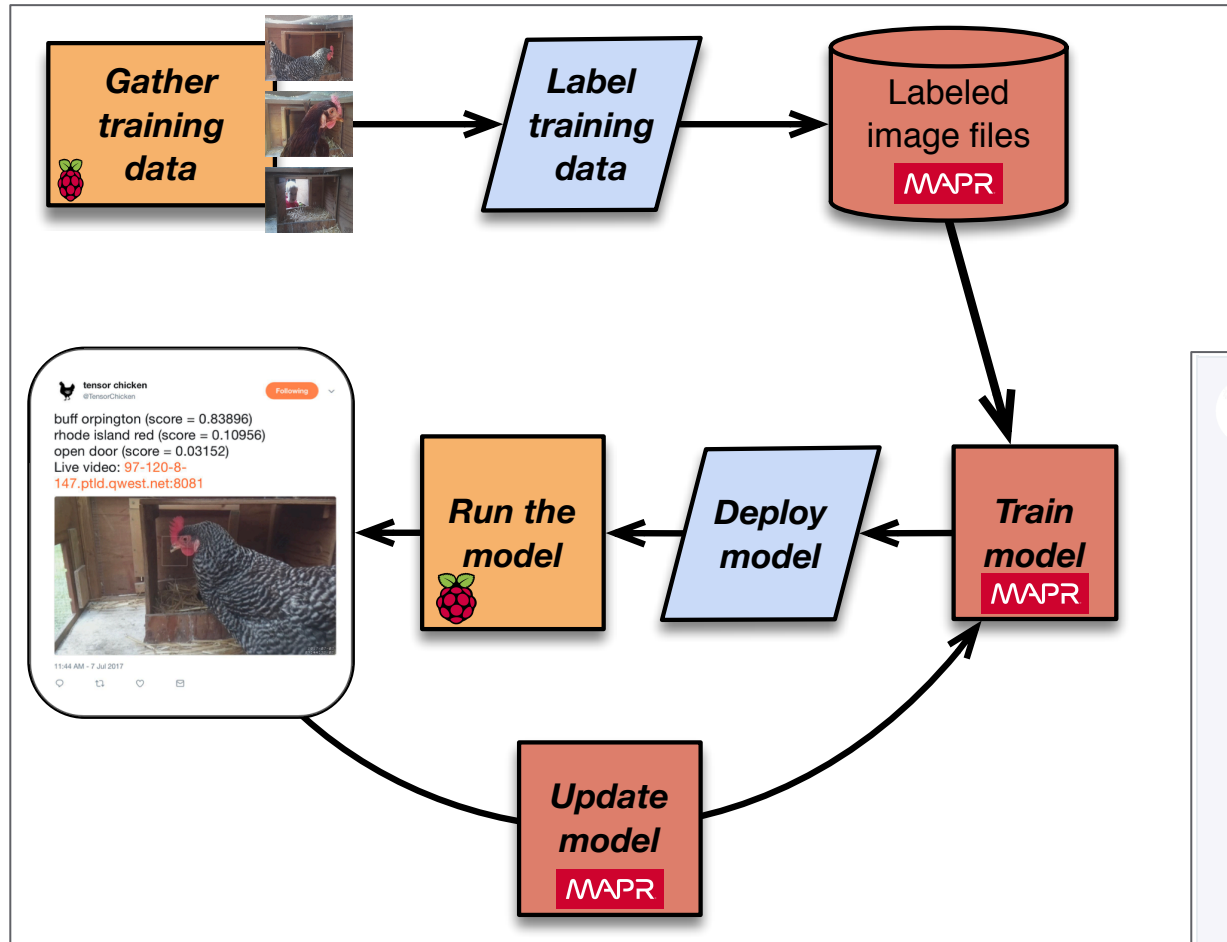 Gather
training
data
Label
training
data
Labeled
image files
MAPR
tensor chicken
@TensorChicken
Following
buff orpington (score = 0.83896)
rhode island red (score = 0.10956)
open door (score = 0.03152)
Live video: 97-120-8-
147.ptld.qwest.net:8081
11:44 AM - 7 Jul 2017
Run the
model
Deploy
model
Train
model
MAPR
Update
model
MAPR